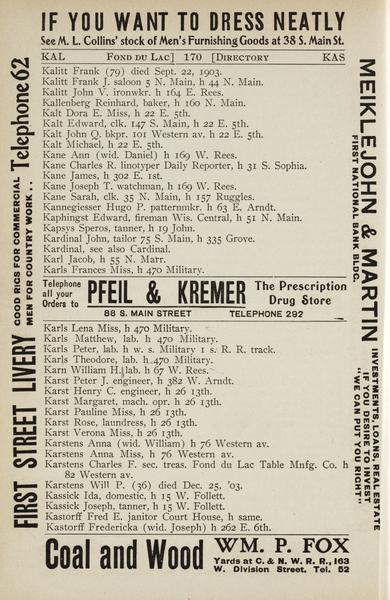 IF YOU WANT TO DRESS NEATLY
See M. L. Collins' stock of Men's Furnishing Goods at 38 S. Main St.
KAL FOND DU LAC] 170 [DIRECTORY KAS
Kalitt Frank (79) died Sept. 22, 1903.
Kalitt Frank J. saloon 5 N. Main, h 44 N. Main.
Kalitt John V. ironwkr. h 164 E. Rees.
Kallenberg Reinhard, baker, h 160 N. Main.
Kalt Dora E. Miss, h 22 E. 5th.
Kalt Edward, clk. 147 S. Main, h 22 E. 5th.
Kalt John Q. bkpr. 101 Western av. h 22 E. 5th.
Kalt Michael, h 22 E. 5th.
Kane Ann (wid. Daniel) h 169 W. Rees.
Kane Charles R. linotyper Daily Reporter, h 31 S. Sophia.
Kane James, h 302 E. 1st.
Kane Joseph T. watchman, h 169 W. Rees.
Kane Sarah, clk. 35 N. Main, h 157 Ruggles.
Kannegiesser Hugo P. patternmkr. h 63 E. Arndt.
Kaphingst Edward, fireman Wis. Central, h 51 N. Main.
Kapsys Speros, tanner, h 19 John.
Kardinal John, tailor 75 S. Main, h 335 Grove.
Kardinal, see also Cardinal.
Karl Jacob, h 55 N. Marr.
Karls Frances Miss, h 470 Military.
Telephone
all your
Orders to
PFEIL & KREMER
The Prescription
Drug Store
88 S. MAIN STREET TELEPHONE 292
Karls Lena Miss, h 470 Military.
Karls Matthew, lab. h 470 Military.
Karls Peter, lab. h w. s. Military 1 s. R. R. track.
Karls Theodore, lab. h 470 Military.
Karn William H. lab. h 67 W. Rees.
Karst Peter J. engineer, h 382 W. Arndt.
Karst Henry C. engineer, h 26 13th.
Karst Margaret, mach. opr. h 26 13th.
Karst Pauline Miss, h 26 13th.
Karst Rose, laundress, h 26 13th.
Karst Verona Miss, h 26 13th.
Karstens Anna (wid. William) h 76 Western av.
Karstens Anna Miss, h 76 Western av.
Karstens Charles F. sec. treas. Fond du Lac Table Mnfg. Co. h
82 Western av.
Karstens Will P. (36) died Dec. 25, '03.
Kassick Ida, domestic, h 15 W. Follett.
Kassick Joseph, tanner, h 15 W. Follett.
Kastorff Fred E. janitor Court House, h same.
Kastorff Fredericka (wid. Joseph) h 262 E. 6th.
Coal and Wood
WM. P. FOX
Yards at C. & N. W. R. R., 163
W. Division Street. Tel. 52
FIRST STREET LIVERY
GOOD RIGS FOR COMMERCIAL
MEN FOR COUNTRY WORK . .
Telephone 62
MEIKLEJOHN & MARTIN
FIRST NATIONAL BANK BLDG.
INVESTMENTS, LOANS, REAL ESTATE
IF YOU DESIRE TO INVEST
"WE CAN PUT YOU RIGHT"